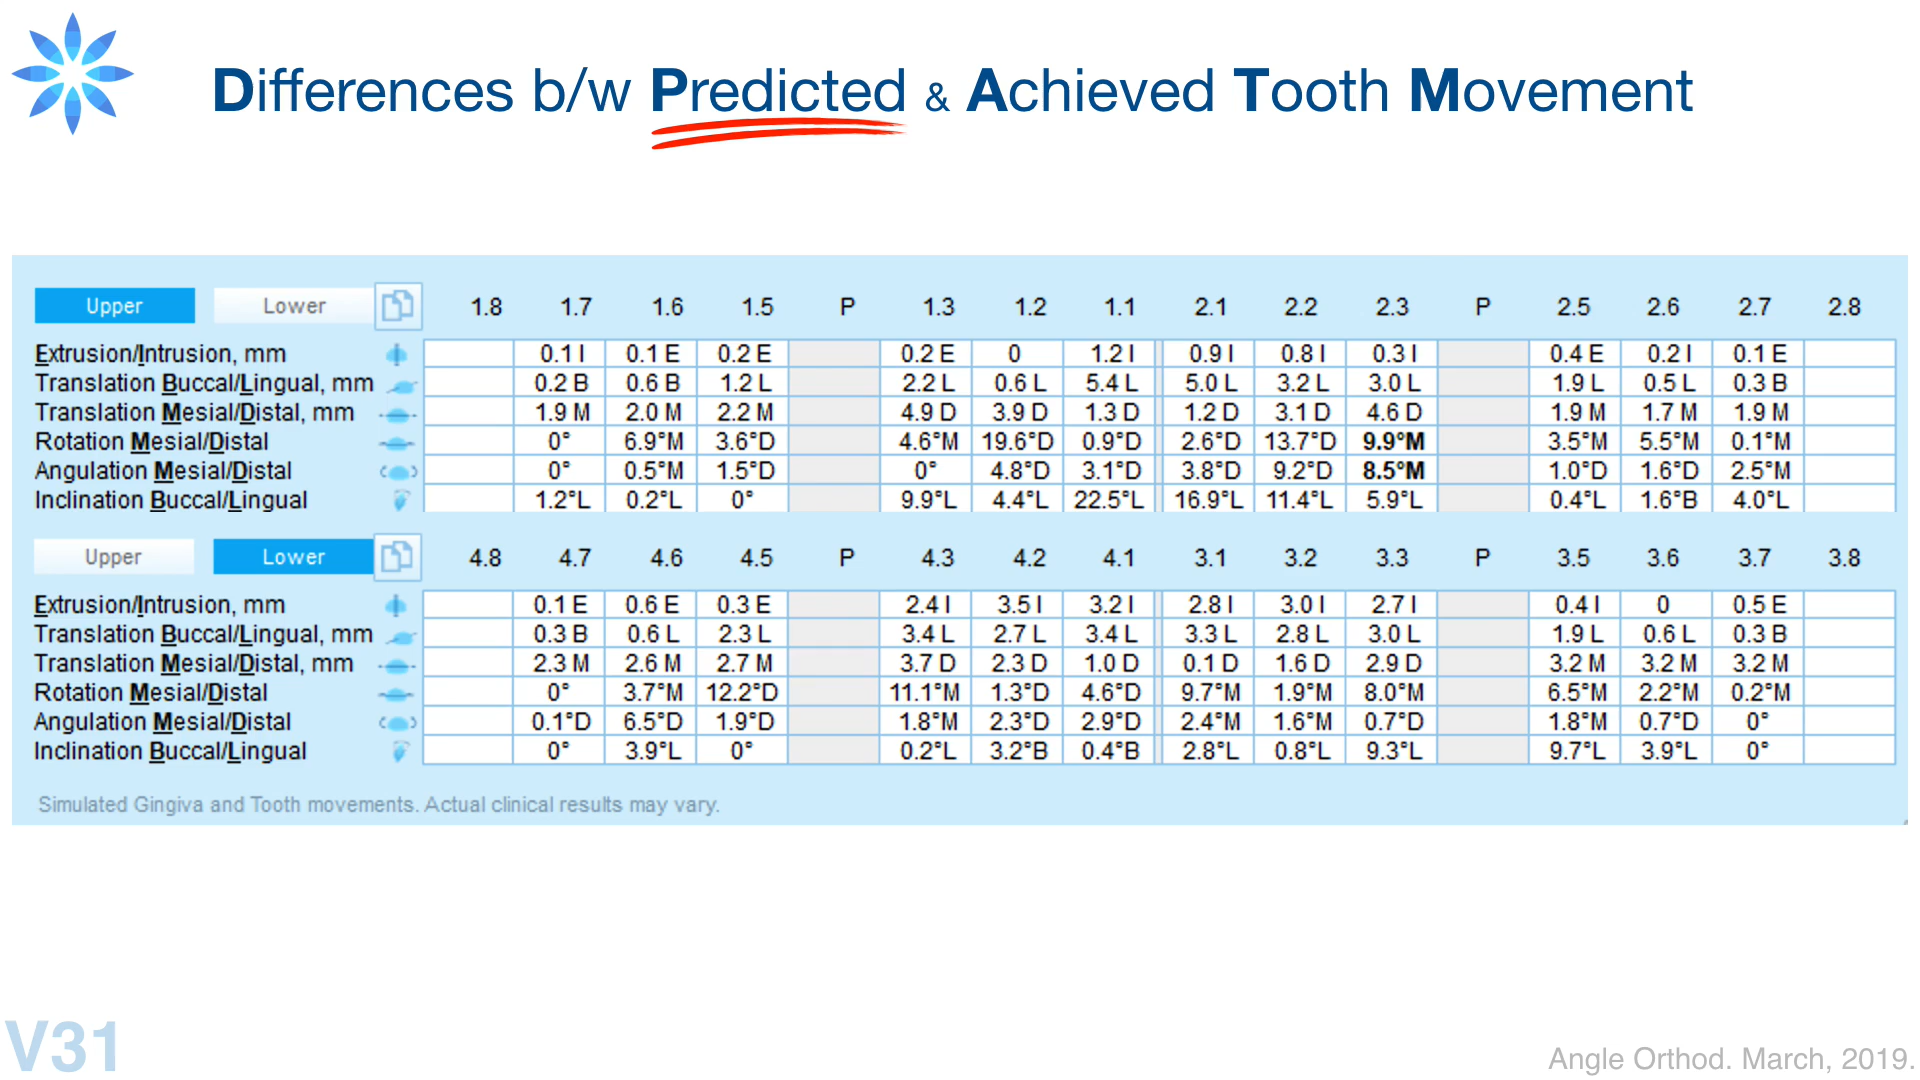 Differences b/w Predicted & Achieved Tooth Movement
Upper Lower 1.8 1.7 1.6 1.5 P 1.3 1.2 1.1 2.1 2.2 2.3 P 2.5 2.6 2.7 2.8
Extrusion/Intrusion, mm 0.1 I 0.1 E 0.2 E 0.2 E 0 1.2 I 0.9 I 0.8 I 0.3 I 0.4 E 0.2 I 0.1 E
Translation Buccal/Lingual, mm 0.2 B 0.6 B 1.2 L 2.2 L 0.6 L 5.4 L 5.0 L 3.2 L 3.0 L 1.9 L 0.5 L 0.3 B
Translation Mesial/Distal, mm 1.9 M 2.0 M 2.2 M 4.9 D 3.9 D 1.3 D 1.2 D 3.1 D 4.6 D 1.9 M 1.7 M 1.9 M
Rotation Mesial/Distal 0° 6.9°M 3.6°D 4.6°M 19.6°D 0.9°D 2.6°D 13.7°D 9.9°M 3.5°M 5.5°M 0.1°M
Angulation Mesial/Distal 0° 0.5°M 1.5°D 0° 4.8°D 3.1°D 3.8°D 9.2°D 8.5°M 1.0°D 1.6°D 2.5°M
Inclination Buccal/Lingual 1.2°L 0.2°L 0° 9.9°L 4.4°L 22.5°L 16.9°L 11.4°L 5.9°L 0.4°L 1.6°B 4.0°L
Upper Lower 4.8 4.7 4.6 4.5 P 4.3 4.2 4.1 3.1 3.2 3.3 P 3.5 3.6 3.7 3.8
Extrusion/Intrusion, mm 0.1 E 0.6 E 0.3 E 2.4 I 3.5 I 3.2 I 2.8 I 3.0 I 2.7 I 0.4 I 0 0.5 E
Translation Buccal/Lingual, mm 0.3 B 0.6 L 2.3 L 3.4 L 2.7 L 3.4 L 3.3 L 2.8 L 3.0 L 1.9 L 0.6 L 0.3 B
Translation Mesial/Distal, mm 2.3 M 2.6 M 2.7 M 3.7 D 2.3 D 1.0 D 0.1 D 1.6 D 2.9 D 3.2 M 3.2 M 3.2 M
Rotation Mesial/Distal 0° 3.7°M 12.2°D 11.1°M 1.3°D 4.6°D 9.7°M 1.9°M 8.0°M 6.5°M 2.2°M 0.2°M
Angulation Mesial/Distal 0.1°D 6.5°D 1.9°D 1.8°M 2.3°D 2.9°D 2.4°M 1.6°M 0.7°D 1.8°M 0.7°D 0°
Inclination Buccal/Lingual 0° 3.9°L 0° 0.2°L 3.2°B 0.4°B 2.8°L 0.8°L 9.3°L 9.7°L 3.9°L 0°
Simulated Gingiva and Tooth movements. Actual clinical results may vary.
V31
Angle Orthod. March, 2019.